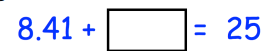 8.41 + = 25